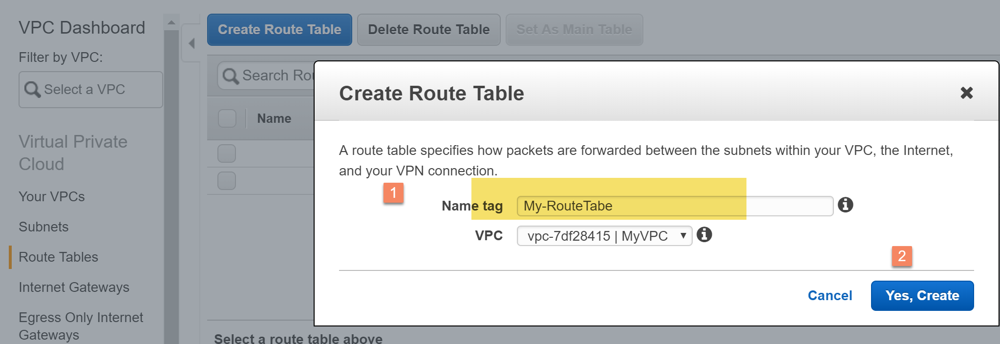 VPC Dashboard
Filter by VPC:
Select a VPC
Virtual Private
Cloud
Your VPCs
Subnets
Route Tables
Internet Gateways
Egress Only Internet
Gateways
Create Route Table
Delete Route Table
Set As Main Table
Search Rou
Name
Select a route table above
Create Route Table
A route table specifies how packets are forwarded between the subnets within your VPC, the Internet,
and your VPN connection.
1
Name tag My-RouteTabe
VPC vpc-7df28415 | MyVPC
2
Cancel
Yes, Create